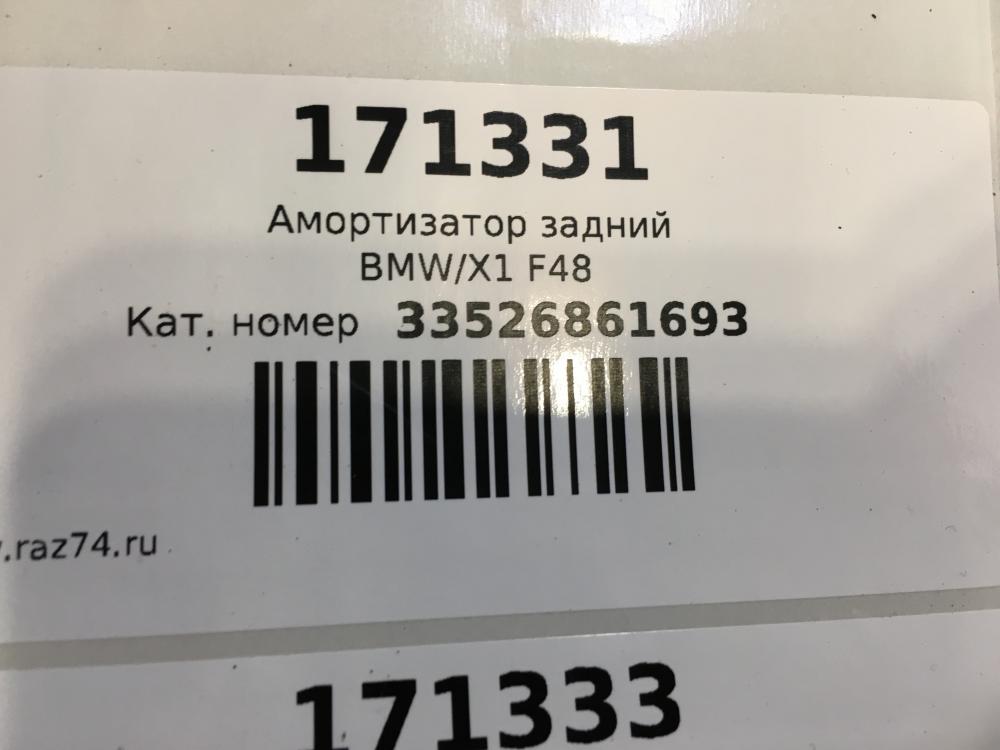 171331
Амортизатор задний
BMW/X1 F48
Кат. номер 33526861693
.raz74.ru
171333